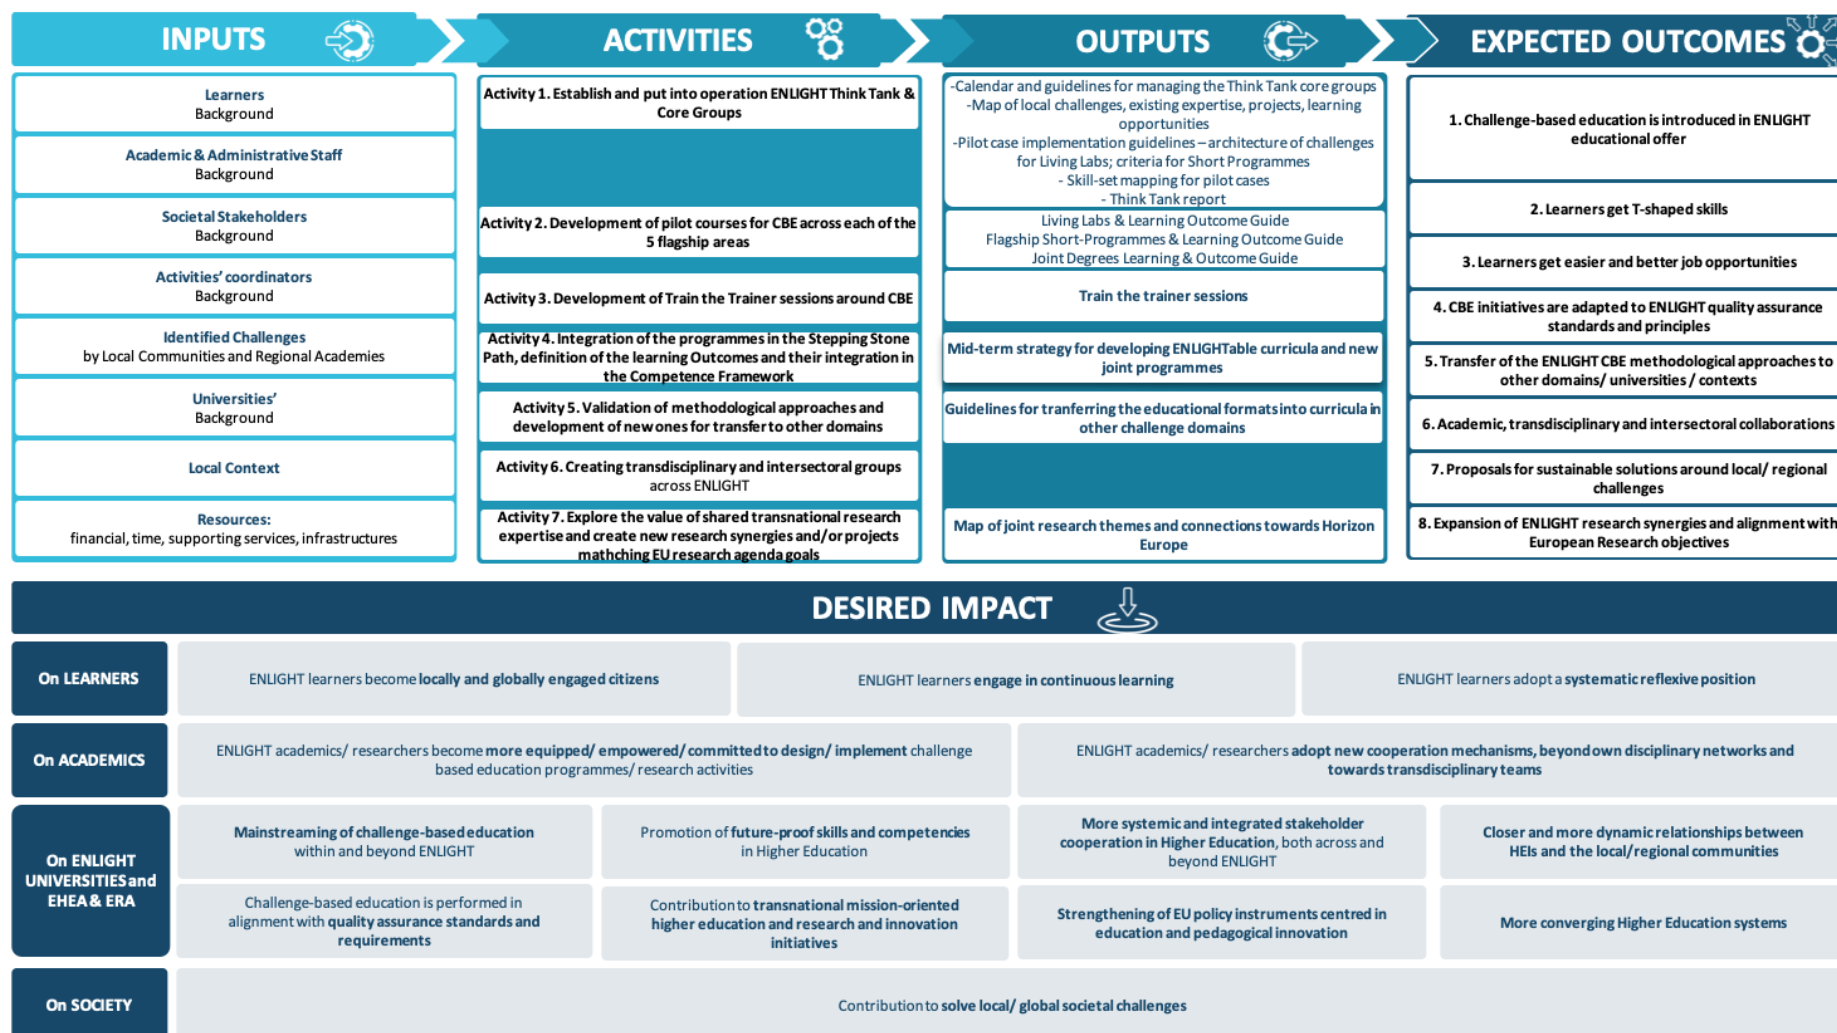 INPUTS
Learners
Background
Academic & Administrative Staff
Background
Societal Stakeholders
Background
Activities' coordinators
Background
Identified Challenges
by Local Communities and Regional Academies
Universities'
Background
Local Context
Resources:
financial, time, supporting services, infrastructures
ACTIVITIES
Activity 1. Establish and put into operation ENLIGHT Think Tank &
Core Groups
Activity 2. Development of pilot courses for CBE across each of the
5 flagship areas
Activity 3. Development of Train the Trainer sessions around CBE
Activity 4. Integration of the programmes in the Stepping Stone
Path, definition of the learning Outcomes and their integration in
the Competence Framework
Activity 5. Validation of methodological approaches and
development of new ones for transfer to other domains
Activity 6. Creating transdisciplinary and intersectoral groups
across ENLIGHT
Activity 7. Explore the value of shared transnational research
expertise and create new research synergies and/or projects
mathching EU research agenda goals
OUTPUTS
-Calendar and guidelines for managing the Think Tank core groups
-Map of local challenges, existing expertise, projects, learning
opportunities
-Pilot case implementation guidelines – architecture of challenges
for Living Labs; criteria for Short Programmes
- Skill-set mapping for pilot cases
- Think Tank report
Living Labs & Learning Outcome Guide
Flagship Short-Programmes & Learning Outcome Guide
Joint Degrees Learning & Outcome Guide
Train the trainer sessions
Mid-term strategy for developing ENLIGHTable curricula and new
joint programmes
Guidelines for tranferring the educational formats into curricula in
other challenge domains
Map of joint research themes and connections towards Horizon
Europe
EXPECTED OUTCOMES
1. Challenge-based education is introduced in ENLIGHT
educational offer
2. Learners get T-shaped skills
3. Learners get easier and better job opportunities
4. CBE initiatives are adapted to ENLIGHT quality assurance
standards and principles
5. Transfer of the ENLIGHT CBE methodological approaches to
other domains/ universities / contexts
6. Academic, transdisciplinary and intersectoral collaborations
7. Proposals for sustainable solutions around local/ regional
challenges
8. Expansion of ENLIGHT research synergies and alignment with
European Research objectives
DESIRED IMPACT
On LEARNERS
ENLIGHT learners become locally and globally engaged citizens
ENLIGHT learners engage in continuous learning
ENLIGHT learners adopt a systematic reflexive position
On ACADEMICS
ENLIGHT academics/ researchers become more equipped/ empowered/ committed to design/ implement challenge
based education programmes/ research activities
ENLIGHT academics/ researchers adopt new cooperation mechanisms, beyond own disciplinary networks and
towards transdisciplinary teams
On ENLIGHT
UNIVERSITIES and
EHEA & ERA
Mainstreaming of challenge-based education
within and beyond ENLIGHT
Promotion of future-proof skills and competencies
in Higher Education
More systemic and integrated stakeholder
cooperation in Higher Education, both across and
beyond ENLIGHT
Closer and more dynamic relationships between
HEIs and the local/regional communities
Challenge-based education is performed in
alignment with quality assurance standards and
requirements
Contribution to transnational mission-oriented
higher education and research and innovation
initiatives
Strengthening of EU policy instruments centred in
education and pedagogical innovation
More converging Higher Education systems
On SOCIETY
Contribution to solve local/ global societal challenges